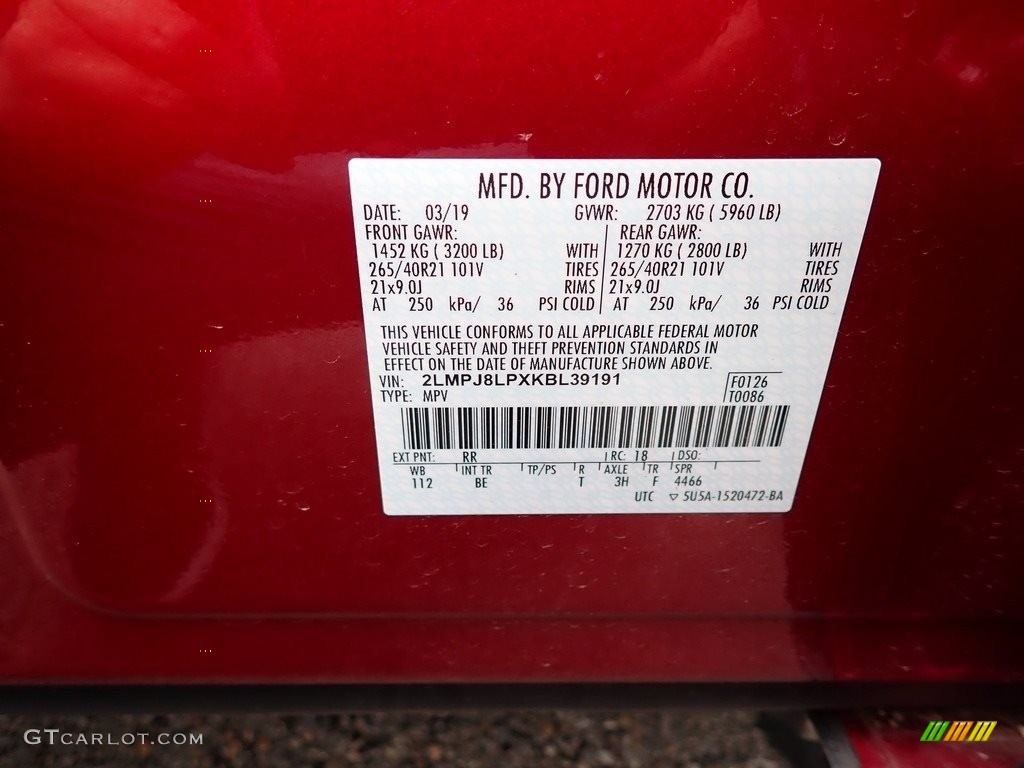 MFD. BY FORD MOTOR CO.
DATE: 03/19 GVWR: 2703 KG ( 5960 LB)
FRONT GAWR: REAR GAWR:
1452 KG ( 3200 LB) WITH 1270 KG ( 2800 LB) WITH
265/40R21 101V TIRES 265/40R21 101V TIRES
21x9.0J RIMS 21x9.0J RIMS
AT 250 kPa/ 36 PSI COLD AT 250 kPa/ 36 PSI COLD
THIS VEHICLE CONFORMS TO ALL APPLICABLE FEDERAL MOTOR
VEHICLE SAFETY AND THEFT PREVENTION STANDARDS IN
EFFECT ON THE DATE OF MANUFACTURE SHOWN ABOVE.
VIN: 2LMPJ8LPXKBL39191 F0126
TYPE: MPV T0086
EXT PNT: RR RC: 18 DSO:
WB INT TR TP/PS R AXLE TR SPR
112 BE T 3H F 4466
UTC ▽ 5U5A-1520472-BA
GTCARLOT.COM